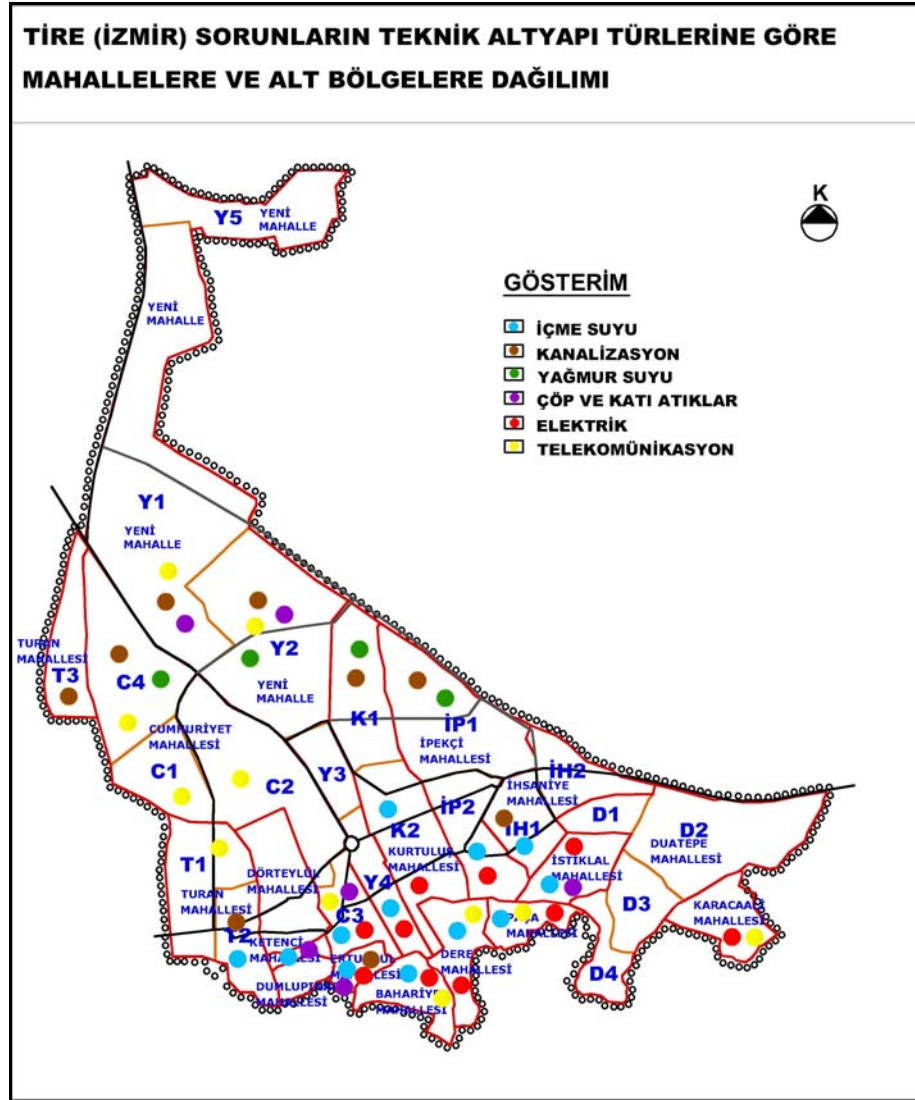 TİRE (İZMİR) SORUNLARIN TEKNİK ALTYAPI TÜRLERİNE GÖRE
MAHALLELERE VE ALT BÖLGELERE DAĞILIMI
K
Y5
YENİ
MAHALLE
YENİ
MAHALLE
GÖSTERİM
İÇME SUYU
KANALİZASYON
YAĞMUR SUYU
ÇÖP VE KATI ATIKLAR
ELEKTRİK
TELEKOMÜNİKASYON
Y1
YENİ
MAHALLE
TURAN
MAHALLESİ
T3
C4
Y2
YENİ
MAHALLE
CUMHURİYET
MAHALLESİ
K1
İP1
İPEKÇİ
MAHALLESİ
C1
C2
Y3
İH2
İHSANİYE
MAHALLESİ
İP2
K2
İH1
D1
D2
DUATEPE
MAHALLESİ
KURTULUŞ
MAHALLESİ
T1
TURAN
MAHALLESİ
DÖRTEYLÜL
MAHALLESİ
Y4
İSTİKLAL
MAHALLESİ
C3
D3
KARACAALİ
MAHALLESİ
T2
KETENCİ
MAHALLESİ
DERE
MAHALLESİ
MAHALLESİ
D4
MAHALLESİ
BAHARİYE
MAHALLESİ